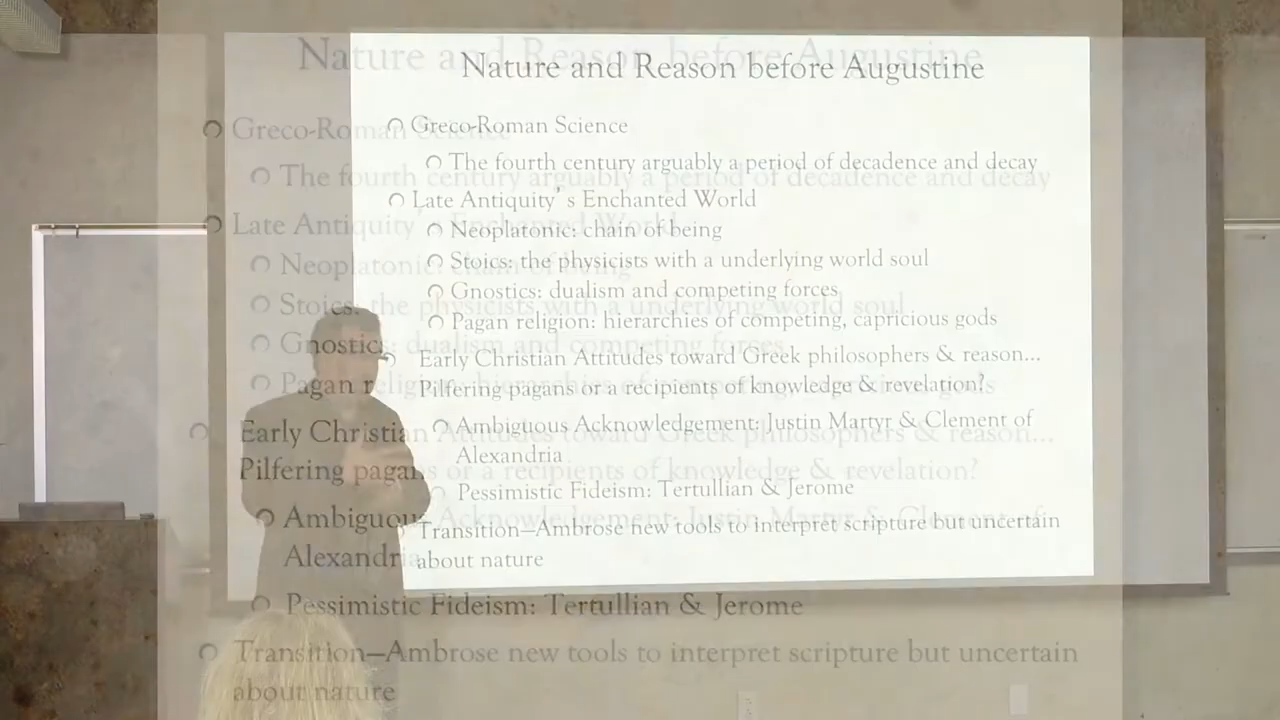 Nature and Reason before Augustine
Greco-Roman Science
The fourth century arguably a period of decadence and decay
Late Antiquity's Enchanted World
Neoplatonic: chain of being
Stoics: the physicists with a underlying world soul
Gnostics: dualism and competing forces
Pagan religion: hierarchies of competing, capricious gods
Early Christian Attitudes toward Greek philosophers & reason...
Pilfering pagans or a recipients of knowledge & revelation?
Ambiguous Acknowledgement: Justin Martyr & Clement of
Alexandria
Pessimistic Fideism: Tertullian & Jerome
Transition—Ambrose new tools to interpret scripture but uncertain
about nature